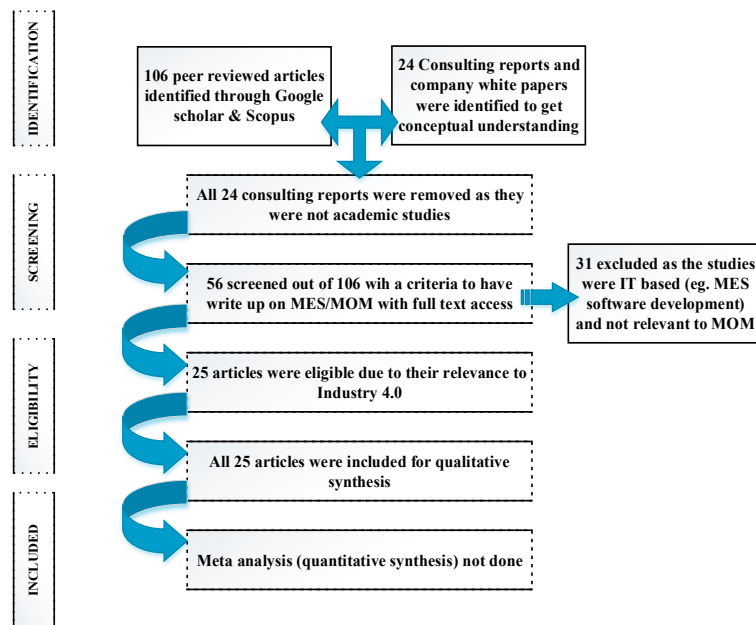 IDENTIFICATION
106 peer reviewed articles
identified through Google
scholar & Scopus
24 Consulting reports and
company white papers
were identified to get
conceptual understanding
SCREENING
All 24 consulting reports were removed as they
were not academic studies
56 screened out of 106 wih a criteria to have
write up on MES/MOM with full text access
31 excluded as the studies
were IT based (eg. MES
software development)
and not relevant to MOM
ELIGIBILITY
25 articles were eligible due to their relevance to
Industry 4.0
All 25 articles were included for qualitative
synthesis
INCLUDED
Meta analysis (quantitative synthesis) not done